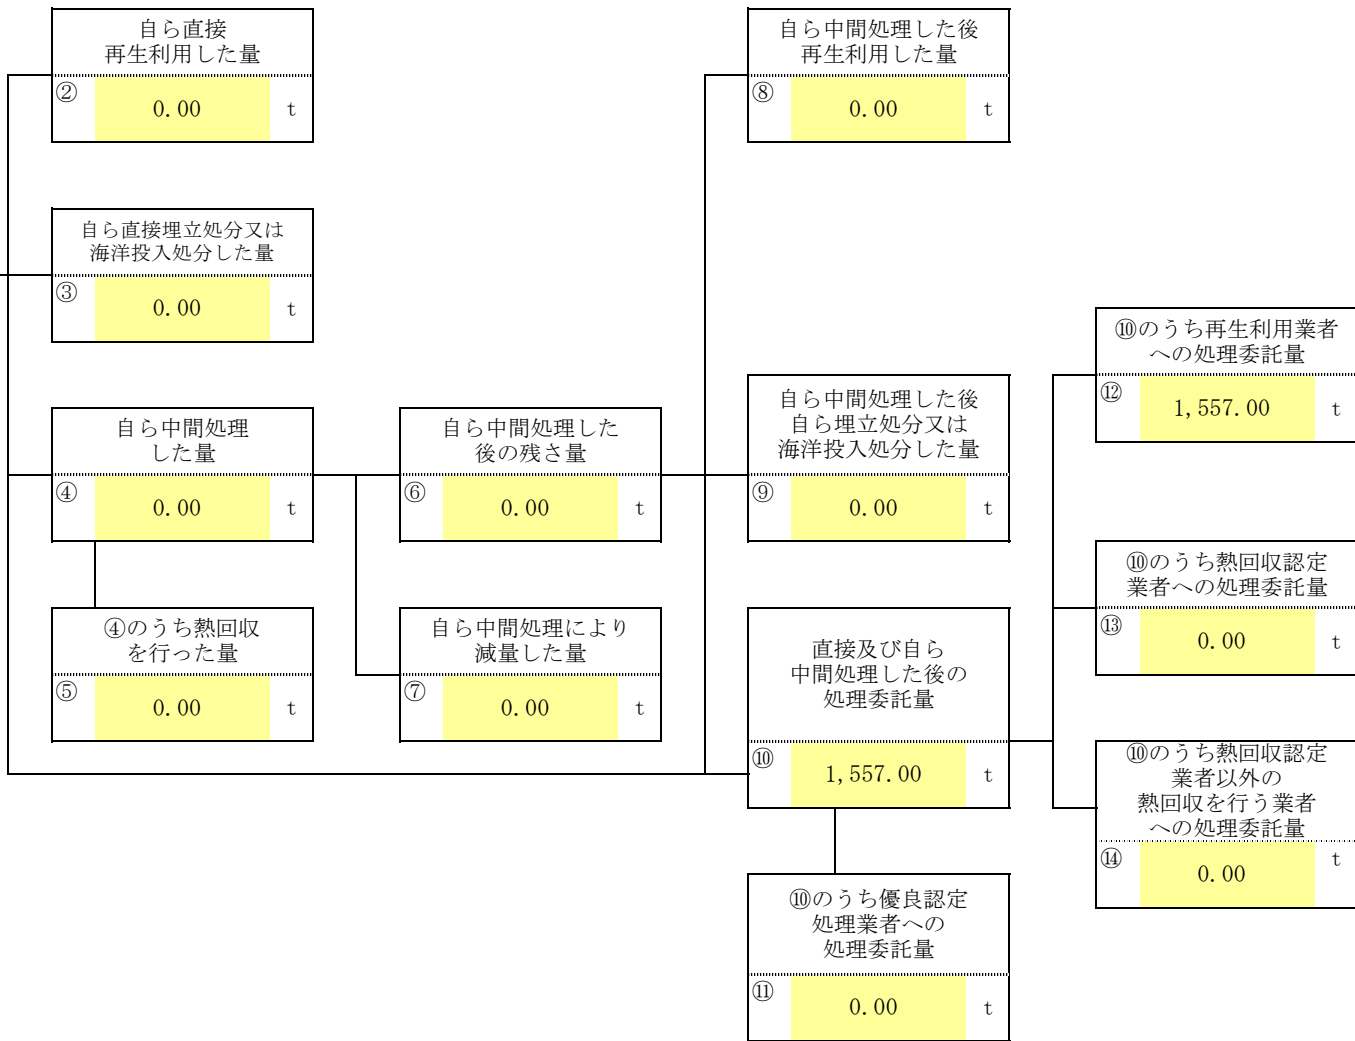 自ら直接
再生利用した量
②
0.00
t
自ら中間処理した後
再生利用した量
⑧
0.00
t
自ら直接埋立処分又は
海洋投入処分した量
③
0.00
t
⑩のうち再生利用業者
への処理委託量
⑫
1,557.00
t
自ら中間処理
した量
④
0.00
t
自ら中間処理した
後の残さ量
⑥
0.00
t
自ら中間処理した後
自ら埋立処分又は
海洋投入処分した量
⑨
0.00
t
⑩のうち熱回収認定
業者への処理委託量
⑬
0.00
t
④のうち熱回収
を行った量
⑤
0.00
t
自ら中間処理により
減量した量
⑦
0.00
t
直接及び自ら
中間処理した後の
処理委託量
⑩
1,557.00
t
⑩のうち熱回収認定
業者以外の
熱回収を行う業者
への処理委託量
⑭
0.00
t
⑩のうち優良認定
処理業者への
処理委託量
⑪
0.00
t